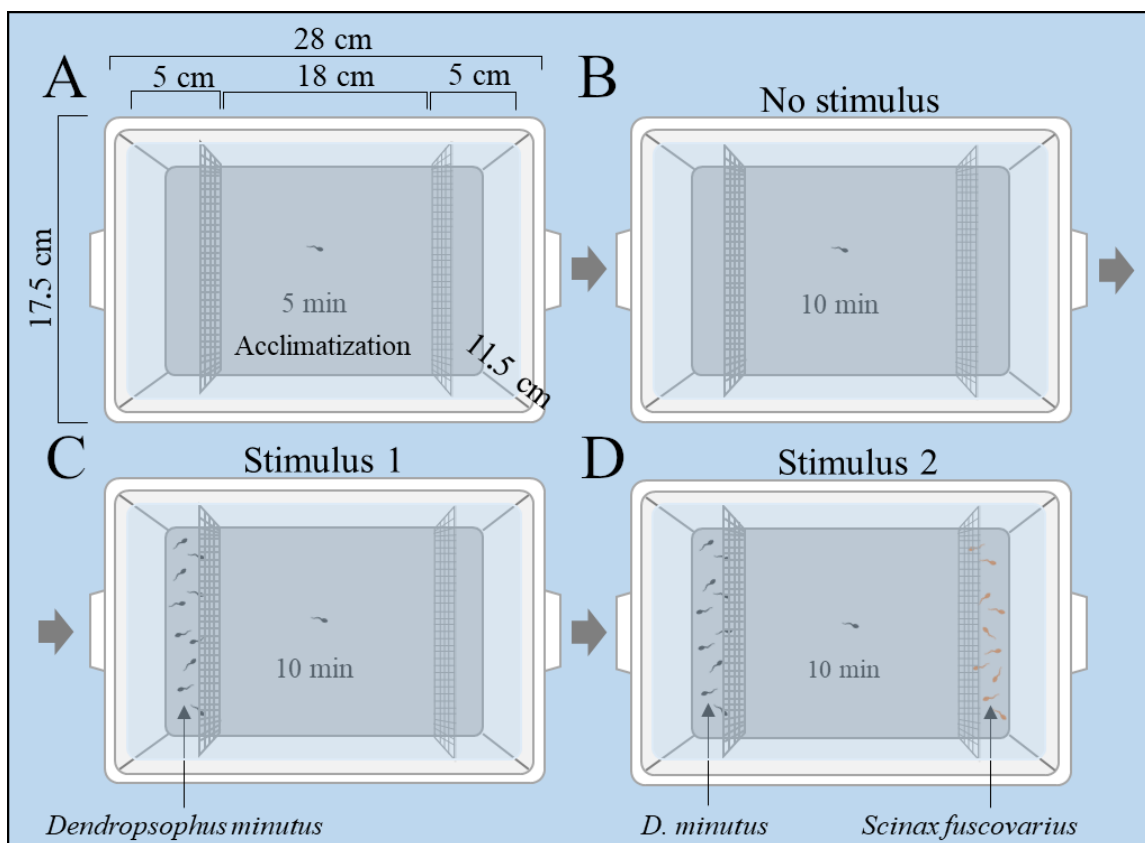 A
28 cm
5 cm 18 cm 5 cm
17.5 cm
5 min
Acclimatization
11.5 cm
B
No stimulus
10 min
C
Stimulus 1
10 min
Dendropsophus minutus
D
Stimulus 2
10 min
D. minutus
Scinax fuscovarius